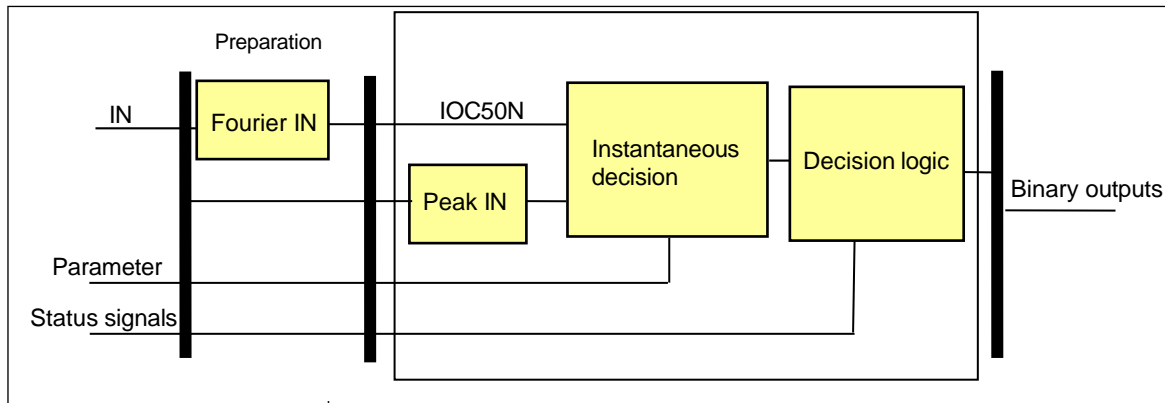 Preparation
IN
Fourier IN
IOC50N
Instantaneous
decision
Decision logic
Peak IN
Binary outputs
Parameter
Status signals